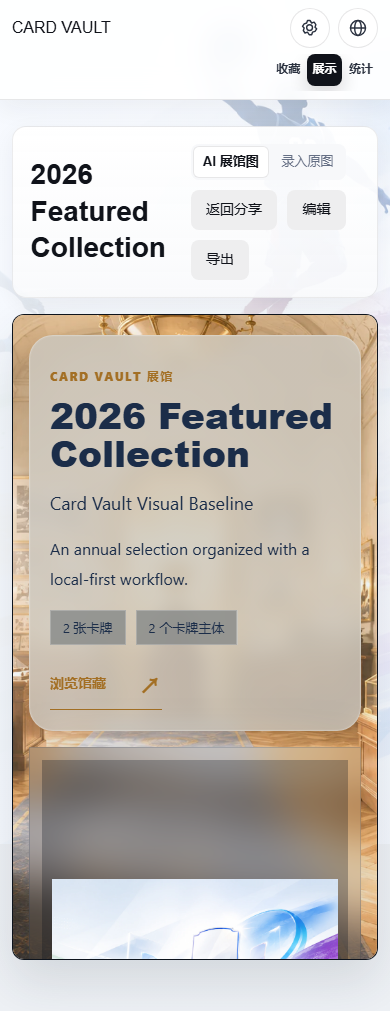 CARD VAULT
收藏
展示
统计
2026
Featured
Collection
AI 展馆图
录入原图
返回分享
编辑
导出
CARD VAULT 展馆
2026 Featured
Collection
Card Vault Visual Baseline
An annual selection organized with a
local-first workflow.
2 张卡牌
2 个卡牌主体
浏览馆藏